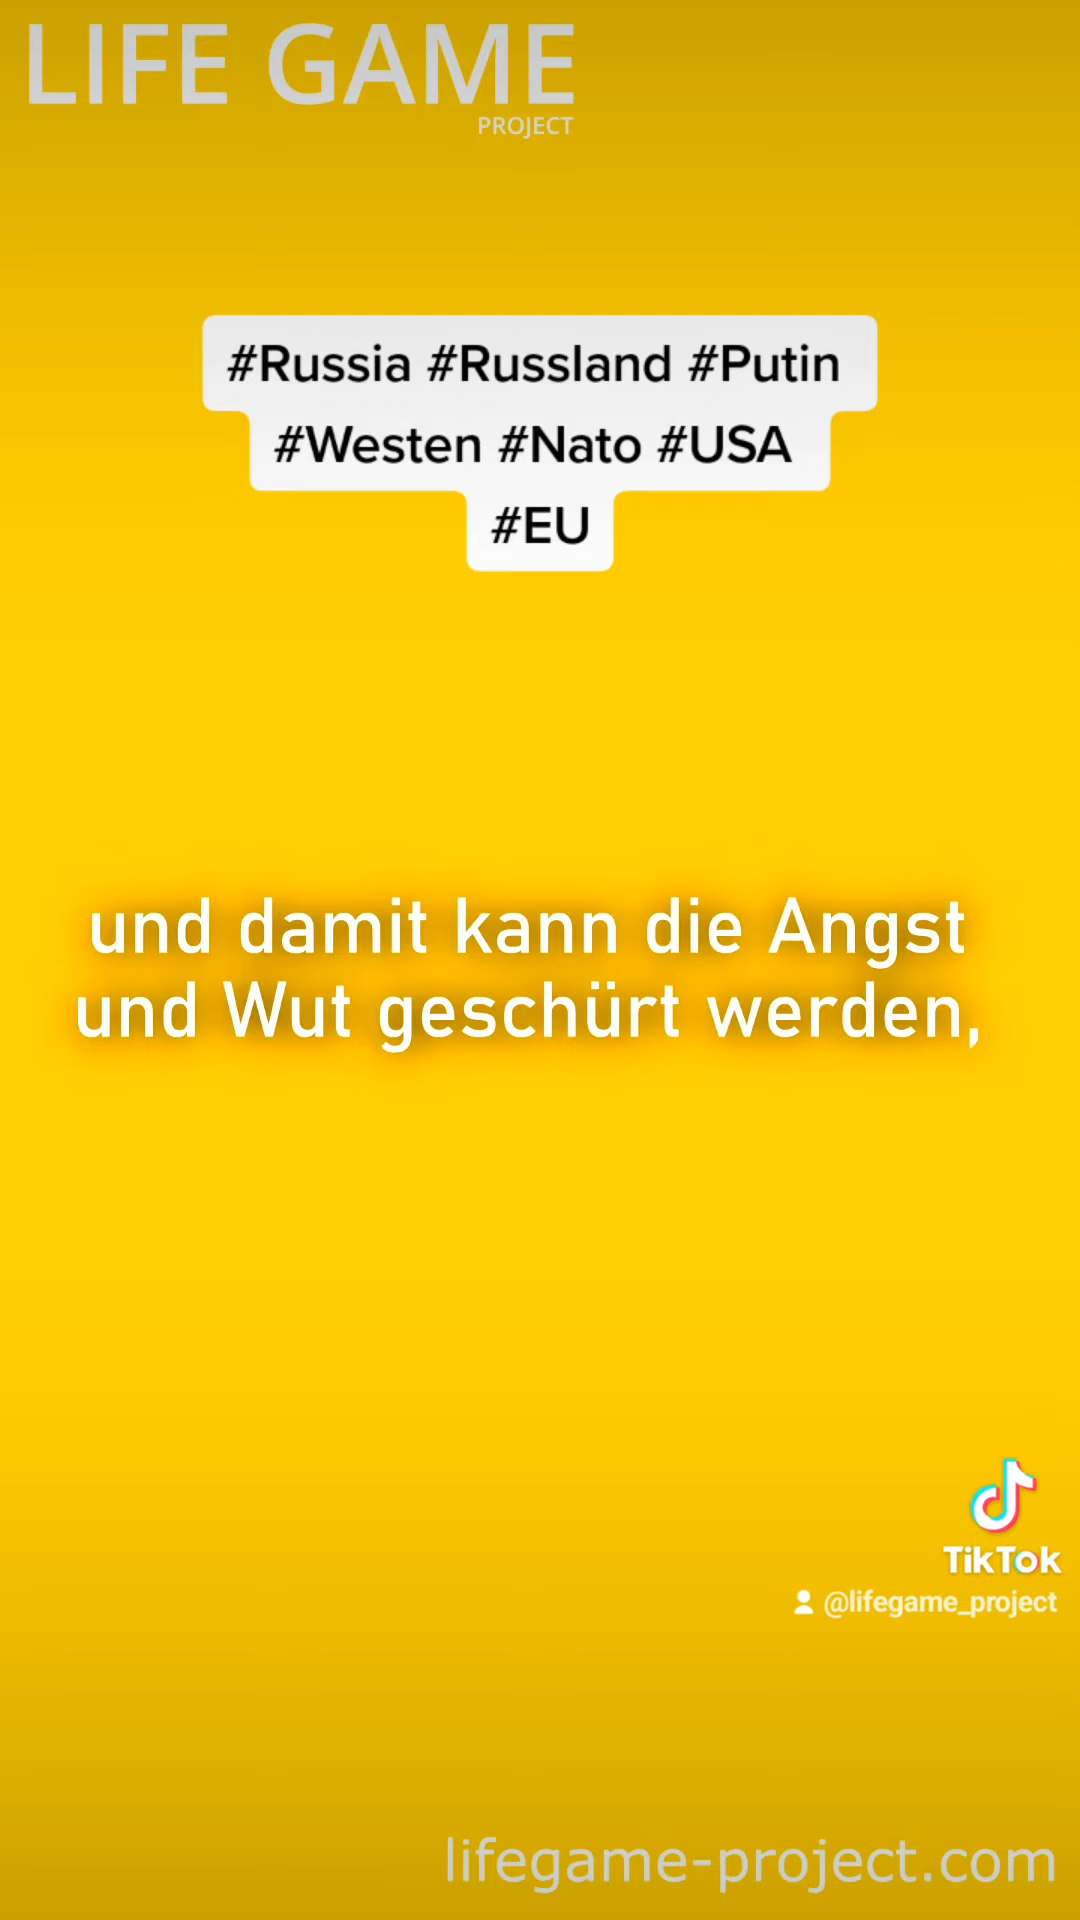 LIFE GAME
PROJECT
#Russia #Russland #Putin
#Westen #Nato #USA
#EU
und damit kann die Angst
und Wut geschürt werden,
TikTok
@lifegame_project
lifegame-project.com